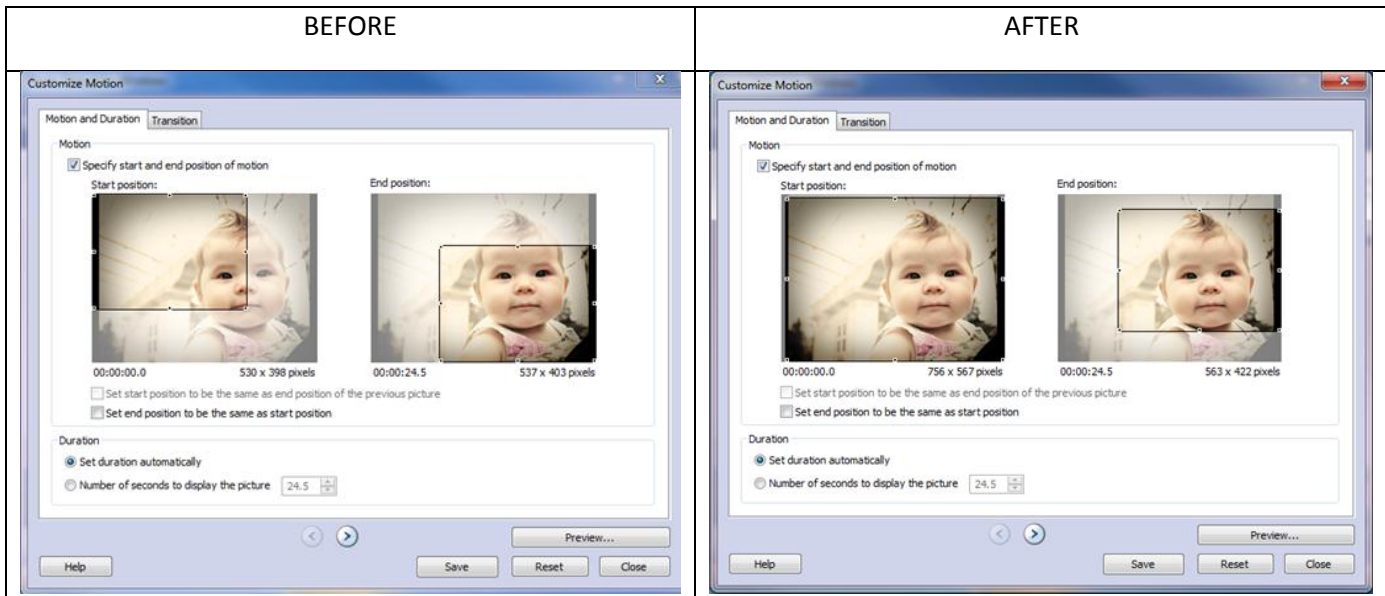 BEFORE
AFTER
Customize Motion
Motion and Duration Transition
Motion
Specify start and end position of motion
Start position: End position:
00:00:00.0 530 x 398 pixels 00:00:24.5 537 x 403 pixels
Set start position to be the same as end position of the previous picture
Set end position to be the same as start position
Duration
Set duration automatically
Number of seconds to display the picture 24.5
Preview...
Help Save Reset Close
Customize Motion
Motion and Duration Transition
Motion
Specify start and end position of motion
Start position: End position:
00:00:00.0 756 x 567 pixels 00:00:24.5 563 x 422 pixels
Set start position to be the same as end position of the previous picture
Set end position to be the same as start position
Duration
Set duration automatically
Number of seconds to display the picture 24.5
Preview...
Help Save Reset Close